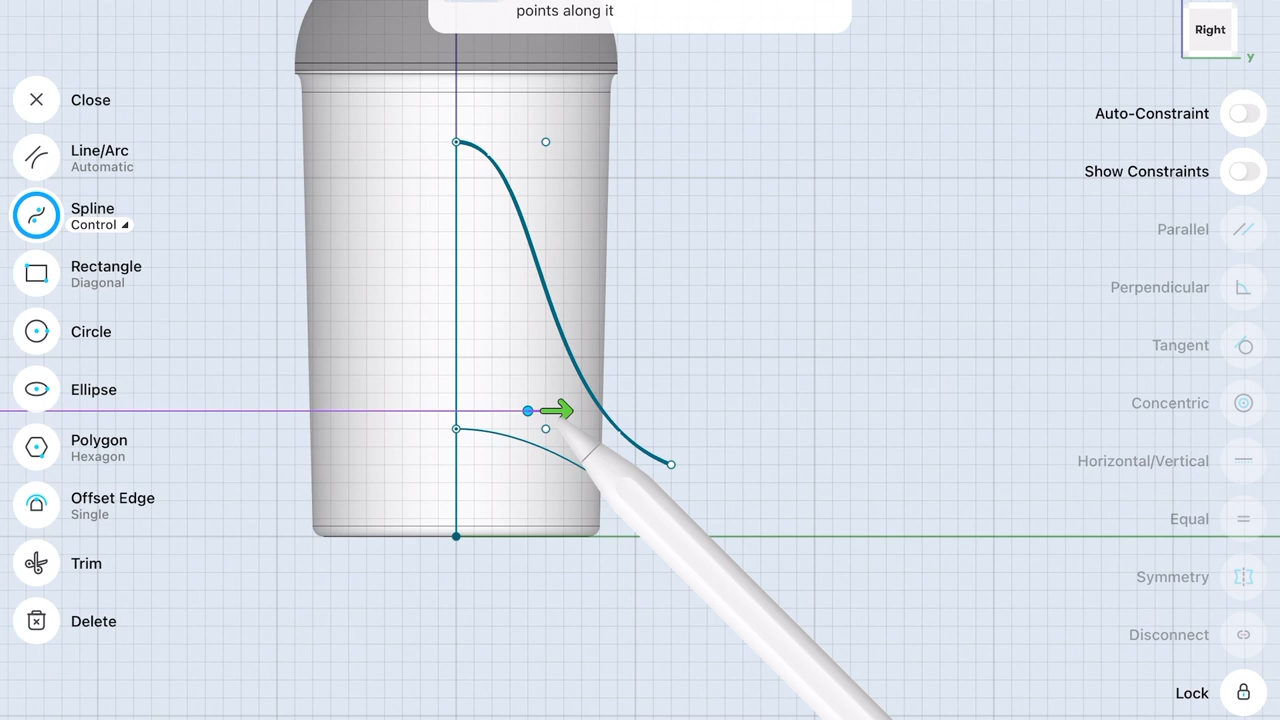 points along it
Right
y
Close
Line/Arc
Automatic
Spline
Control
Rectangle
Diagonal
Circle
Ellipse
Polygon
Hexagon
Offset Edge
Single
Trim
Delete
Auto-Constraint
Show Constraints
Parallel
Perpendicular
Tangent
Concentric
Horizontal/Vertical
Equal
Symmetry
Disconnect
Lock